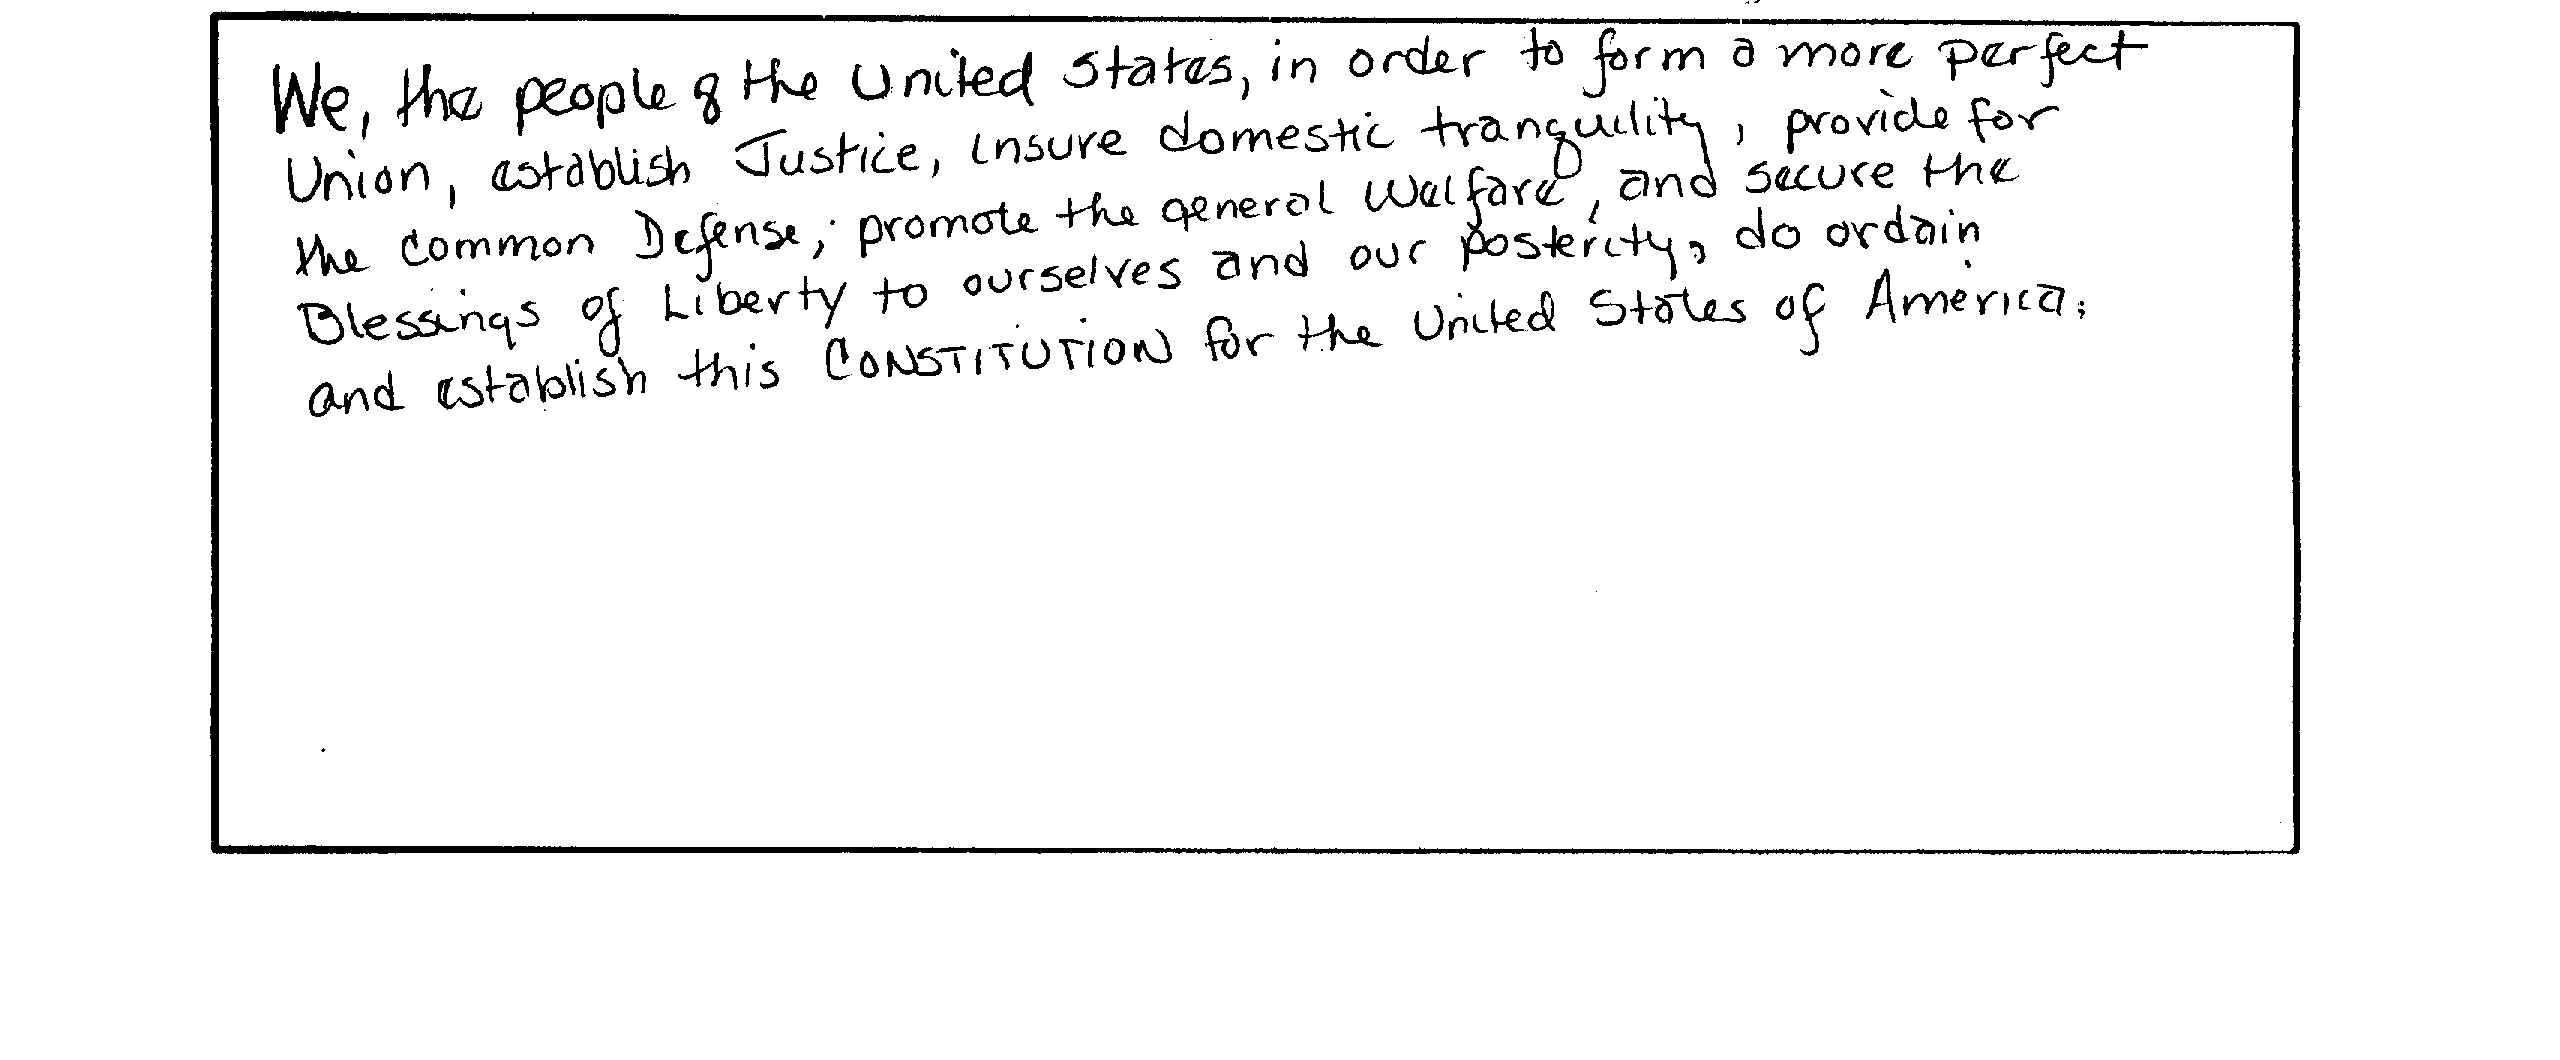 We, the people of the United States, in order to form a more perfect
Union, establish Justice, insure domestic tranquility, provide for
the common Defense, promote the general Welfare, and secure the
Blessings of Liberty to ourselves and our posterity, do ordain
and establish this CONSTITUTION for the United States of America.